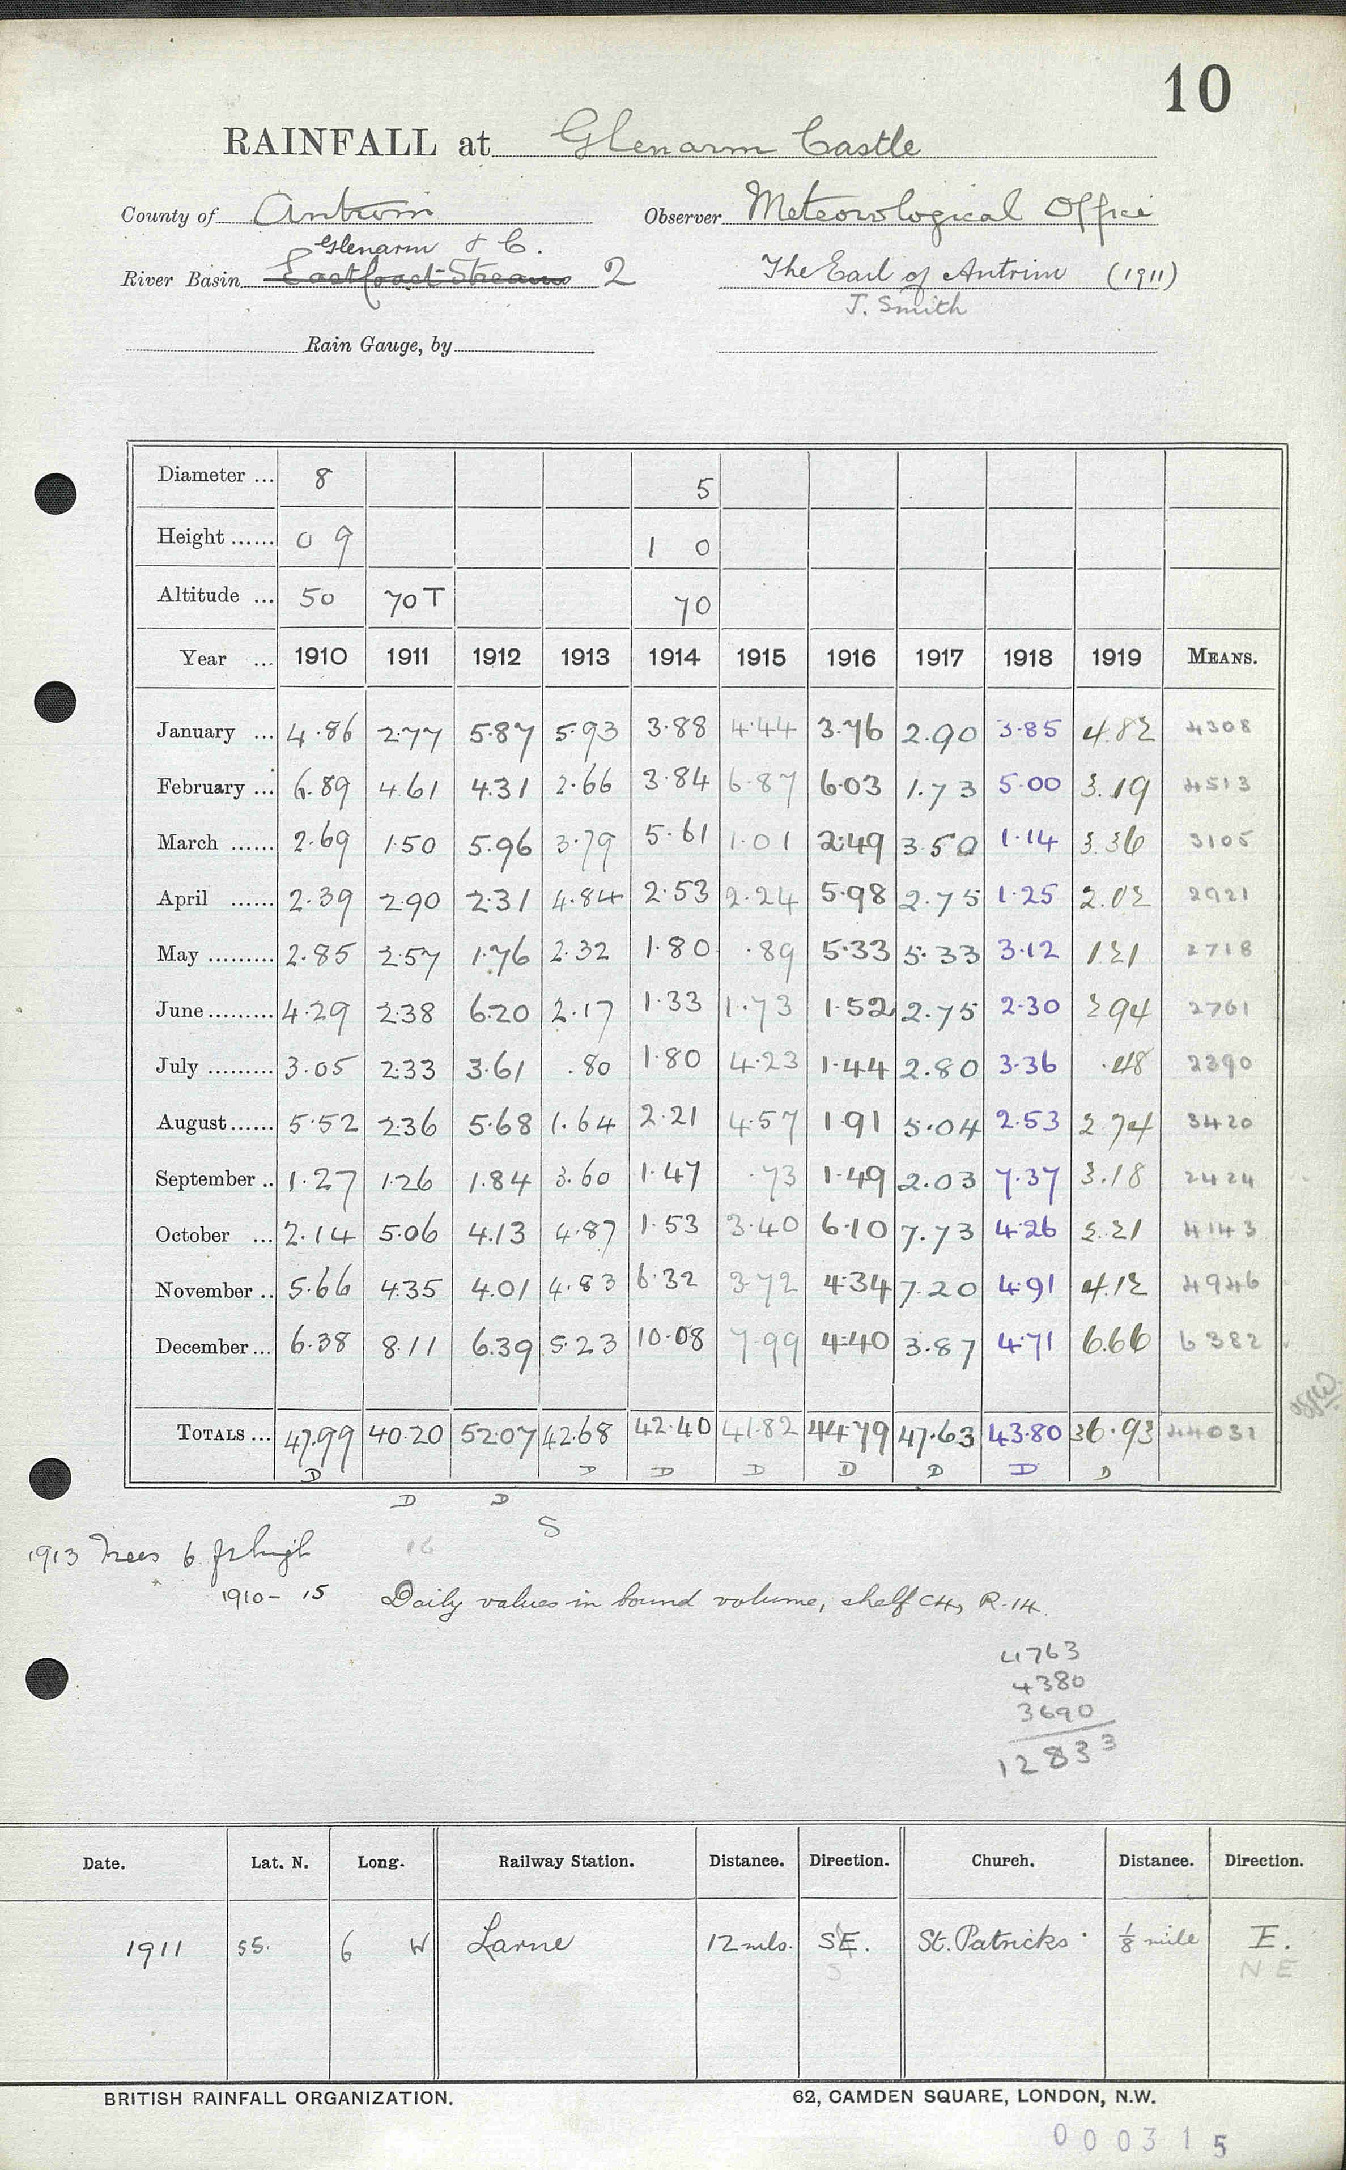 10
RAINFALL at Glenarm Castle
County of Antrim Observer Meteorological Office
Glenarm & C.
River Basin East Coast Streams 2 The Earl of Antrim (1911)
J. Smith
Rain Gauge, by
Diameter ... 8 5
Height ...... 0 9 1 0
Altitude ... 50 70T 70
Year ... 1910 1911 1912 1913 1914 1915 1916 1917 1918 1919 MEANS.
January ... 4.86 2.77 5.87 5.93 3.88 4.44 3.76 2.90 3.85 4.82 4308
February ... 6.89 4.61 4.31 2.66 3.84 6.87 6.03 1.73 5.00 3.19 4513
March ...... 2.69 1.50 5.96 3.79 5.61 1.01 2.49 3.50 1.14 3.36 3105
April ...... 2.39 2.90 2.31 4.84 2.53 2.24 5.98 2.75 1.25 2.02 2921
May ......... 2.85 2.57 1.76 2.32 1.80 .89 5.33 5.33 3.12 1.21 2718
June ......... 4.29 2.38 6.20 2.17 1.33 1.73 1.52 2.75 2.30 2.94 2761
July ......... 3.05 2.33 3.61 .80 1.80 4.23 1.44 2.80 3.36 .48 2390
August ...... 5.52 2.36 5.68 1.64 2.21 4.57 1.91 5.04 2.53 2.74 3420
September .. 1.27 1.26 1.84 3.60 1.47 .73 1.49 2.03 7.37 3.18 2424
October ... 2.14 5.06 4.13 4.87 1.53 3.40 6.10 7.73 4.26 2.21 4143
November .. 5.66 4.35 4.01 4.83 6.32 3.72 4.34 7.20 4.91 4.12 4946
December ... 6.38 8.11 6.39 5.23 10.08 7.99 4.40 3.87 4.71 6.66 6382
TOTALS ... 47.99 40.20 52.07 42.68 42.40 41.82 44.79 47.63 43.80 36.93 44031
D D D D D D D D
D D
S
1913 Trees 6 ft high 16
1910 - 15 Daily values in bound volume, shelf C4, R.14.
4763
4380
3690
12833
Date. Lat. N. Long. Railway Station. Distance. Direction. Church. Distance. Direction.
1911 55. 6 W Larne 12 mls. SE. St. Patricks 1/8 mile E.
S N E
BRITISH RAINFALL ORGANIZATION. 62, CAMDEN SQUARE, LONDON, N.W.
000315